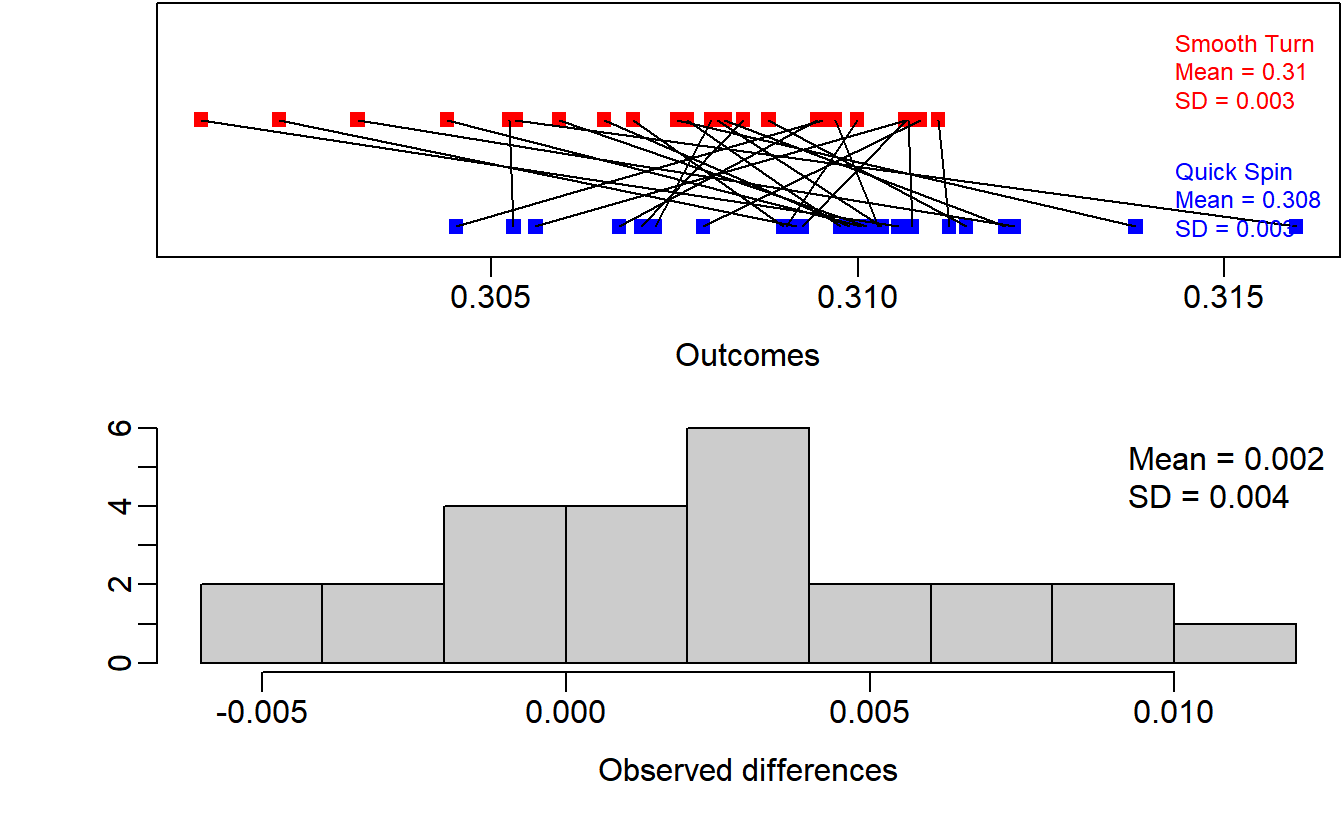 Smooth Turn
Mean = 0.31
SD = 0.003
Quick Spin
Mean = 0.308
SD = 0.003
0.305 0.310 0.315
Outcomes
6
4
2
0
Mean = 0.002
SD = 0.004
-0.005 0.000 0.005 0.010
Observed differences